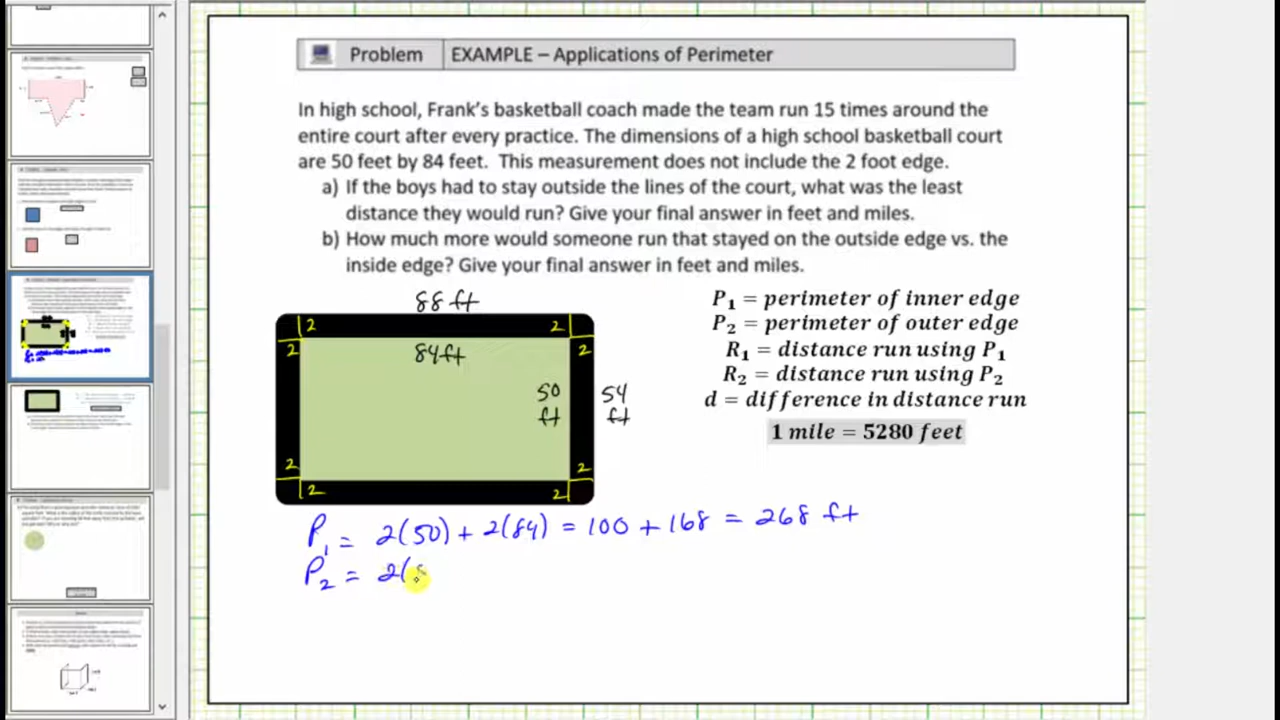 Problem EXAMPLE – Applications of Perimeter
In high school, Frank's basketball coach made the team run 15 times around the
entire court after every practice. The dimensions of a high school basketball court
are 50 feet by 84 feet. This measurement does not include the 2 foot edge.
a) If the boys had to stay outside the lines of the court, what was the least
distance they would run? Give your final answer in feet and miles.
b) How much more would someone run that stayed on the outside edge vs. the
inside edge? Give your final answer in feet and miles.
88 ft
2 2
2 2
84 ft
50 ft
54 ft
2 2
2 2
P₁ = perimeter of inner edge
P₂ = perimeter of outer edge
R₁ = distance run using P₁
R₂ = distance run using P₂
d = difference in distance run
1 mile = 5280 feet
P₁ = 2(50) + 2(84) = 100 + 168 = 268 ft
P₂ = 2(